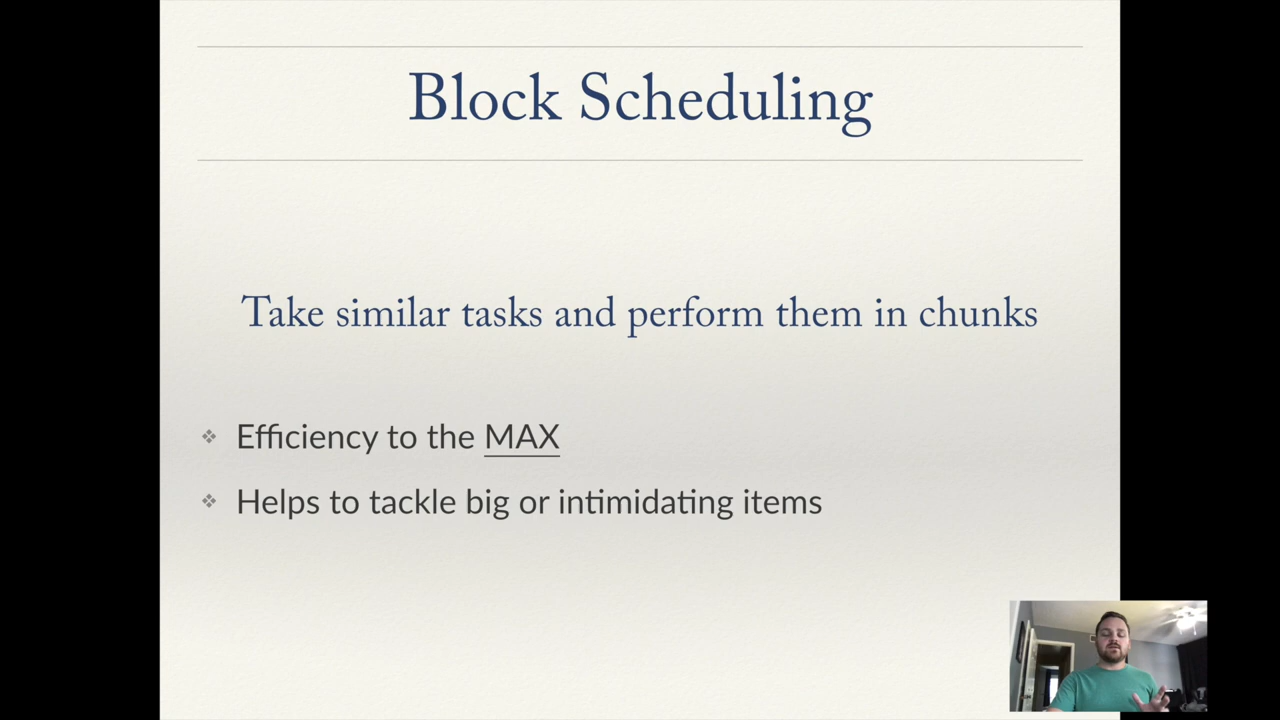 Block Scheduling
Take similar tasks and perform them in chunks
Efficiency to the MAX
Helps to tackle big or intimidating items